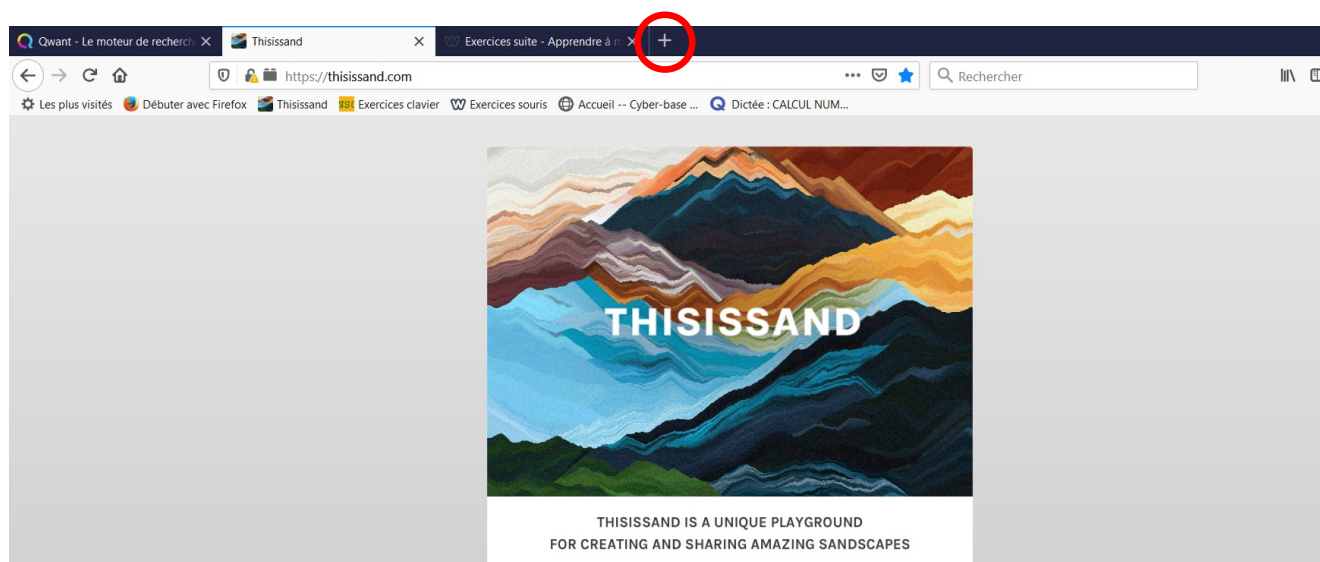 Qwant - Le moteur de recherch Thisissand Exercices suite - Apprendre à
https://thisissand.com Rechercher
Les plus visités Débuter avec Firefox Thisissand Exercices clavier Exercices souris Accueil -- Cyber-base ... Dictée : CALCUL NUM...
THISISSAND
THISISSAND IS A UNIQUE PLAYGROUND
FOR CREATING AND SHARING AMAZING SANDSCAPES